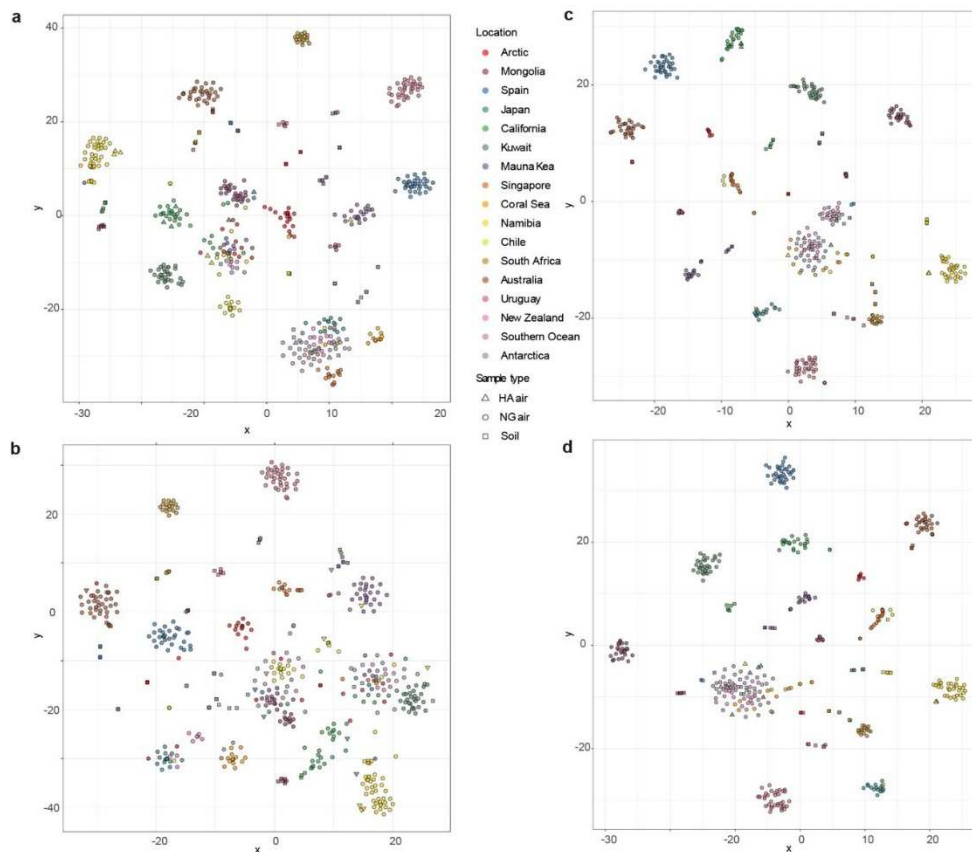 a
40
20
0
-20
-30
-20
0
10
20
y
x
Location
Arctic
Mongolia
Spain
Japan
California
Kuwait
Mauna Kea
Singapore
Coral Sea
Namibia
Chile
South Africa
Australia
Uruguay
New Zealand
Southern Ocean
Antarctica
Sample type
HA air
NG air
Soil
c
40
20
0
-20
-20
-10
0
10
20
y
x
b
40
20
10
0
-20
-40
-20
0
20
y
x
d
20
0
-20
-30
-20
0
10
20
y
x